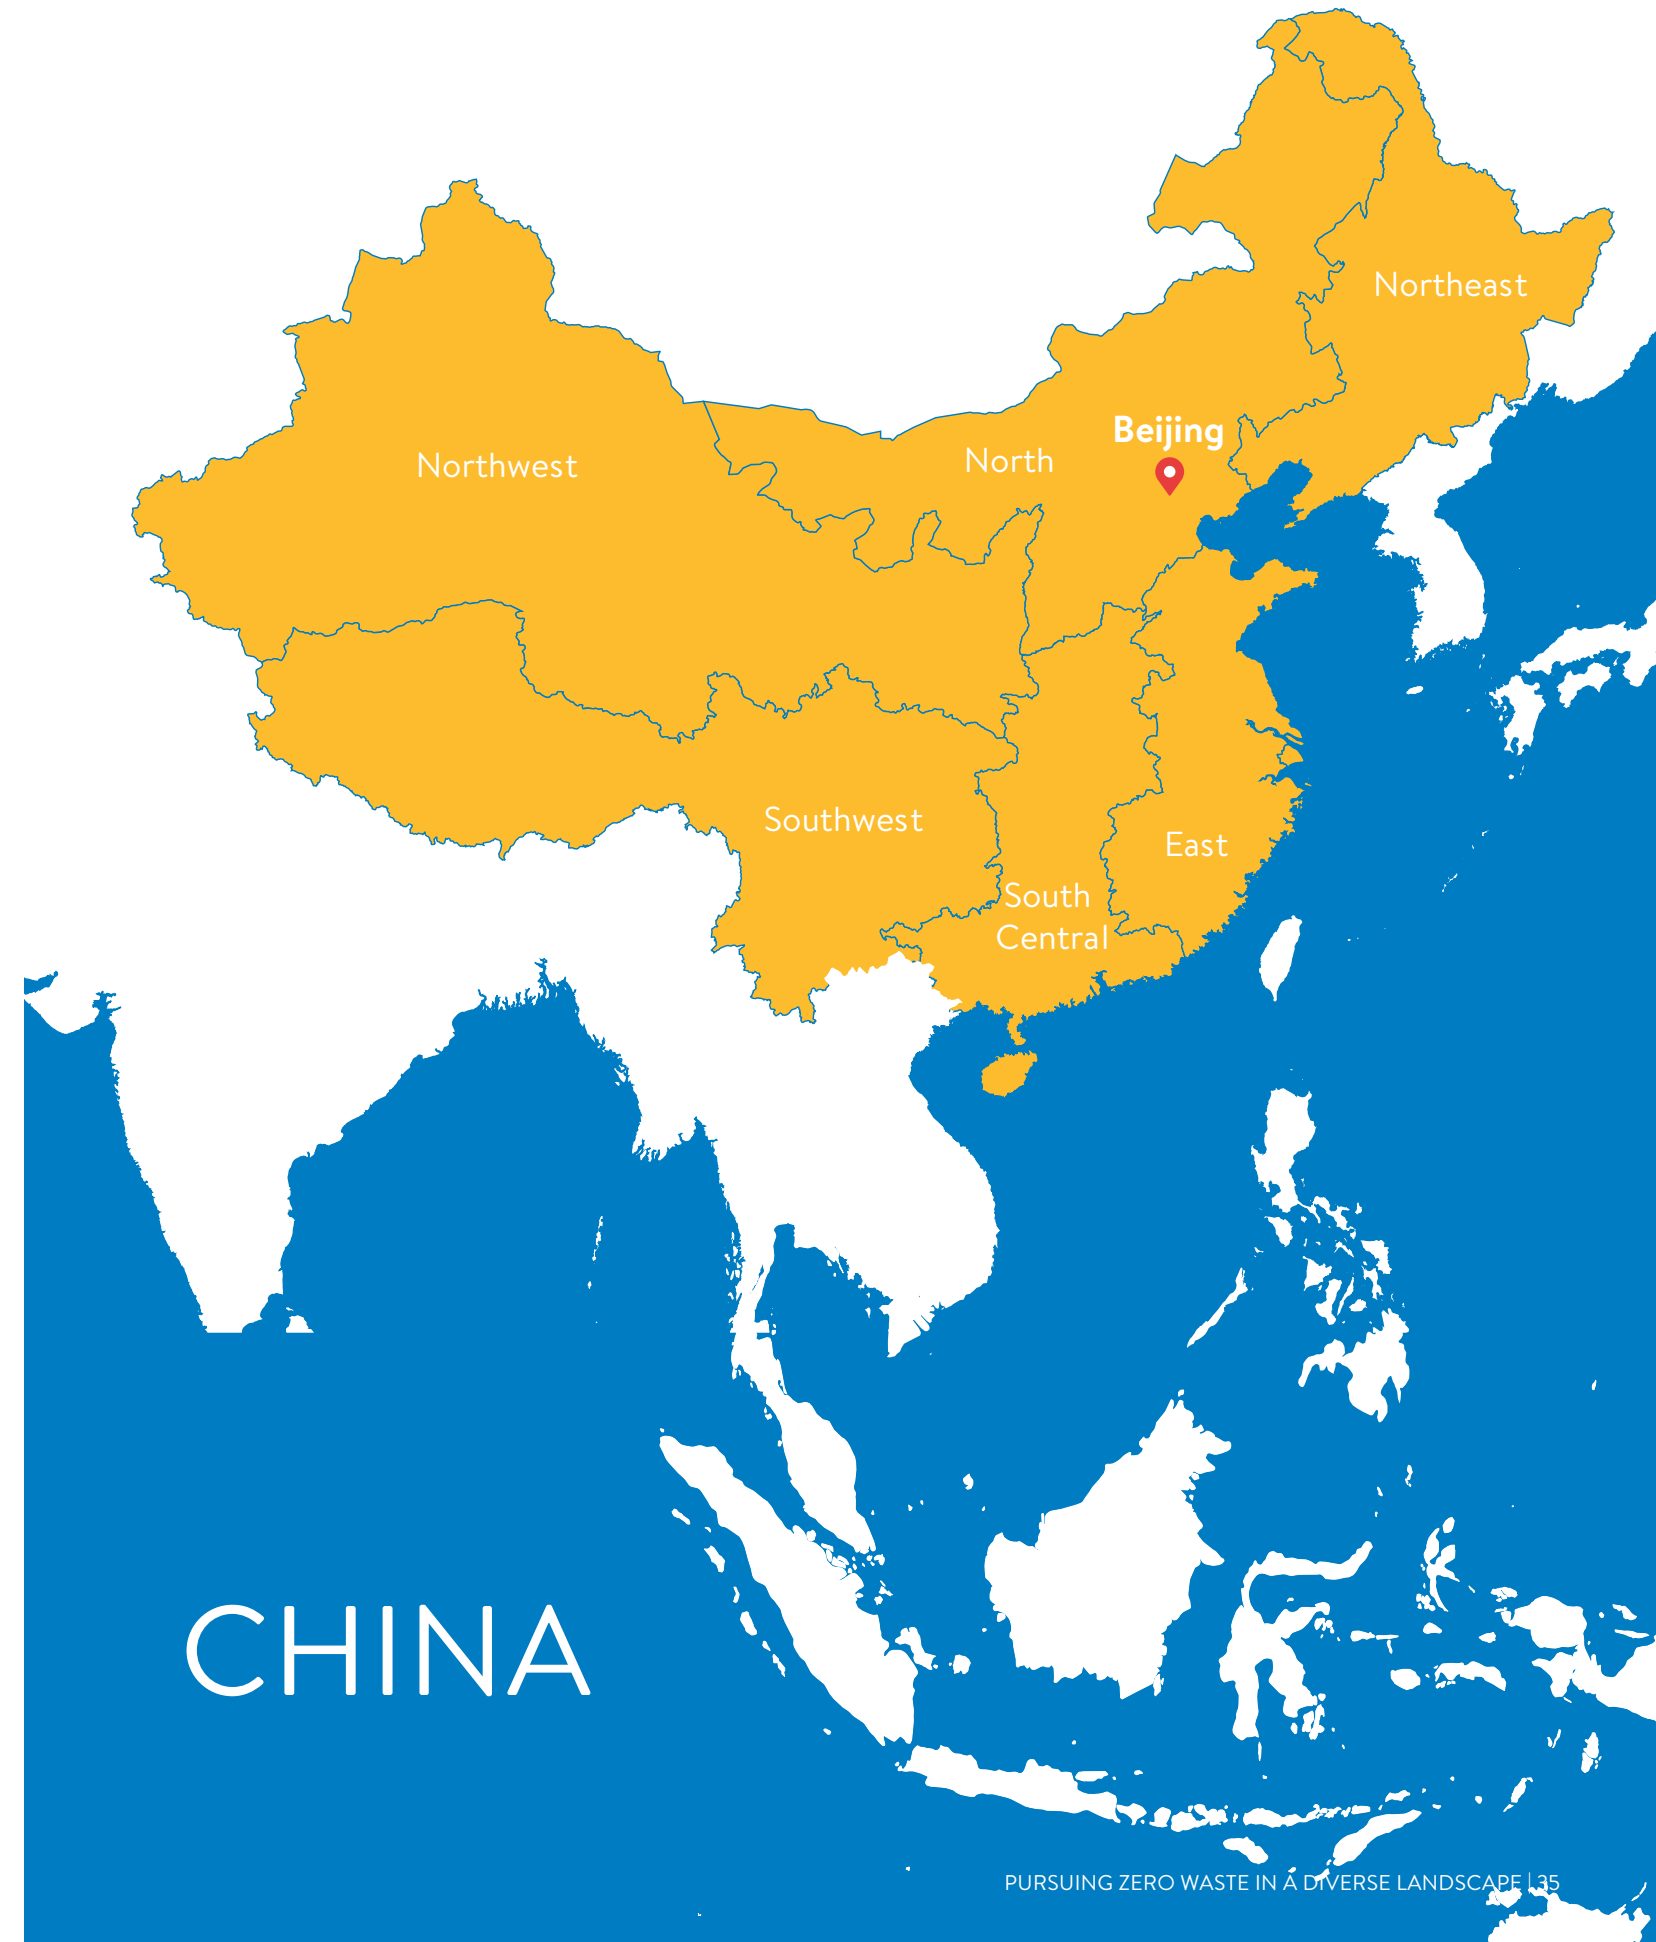 Northeast
Beijing
North
Northwest
Southwest
East
South
Central
CHINA
PURSUING ZERO WASTE IN A DIVERSE LANDSCAPE | 35